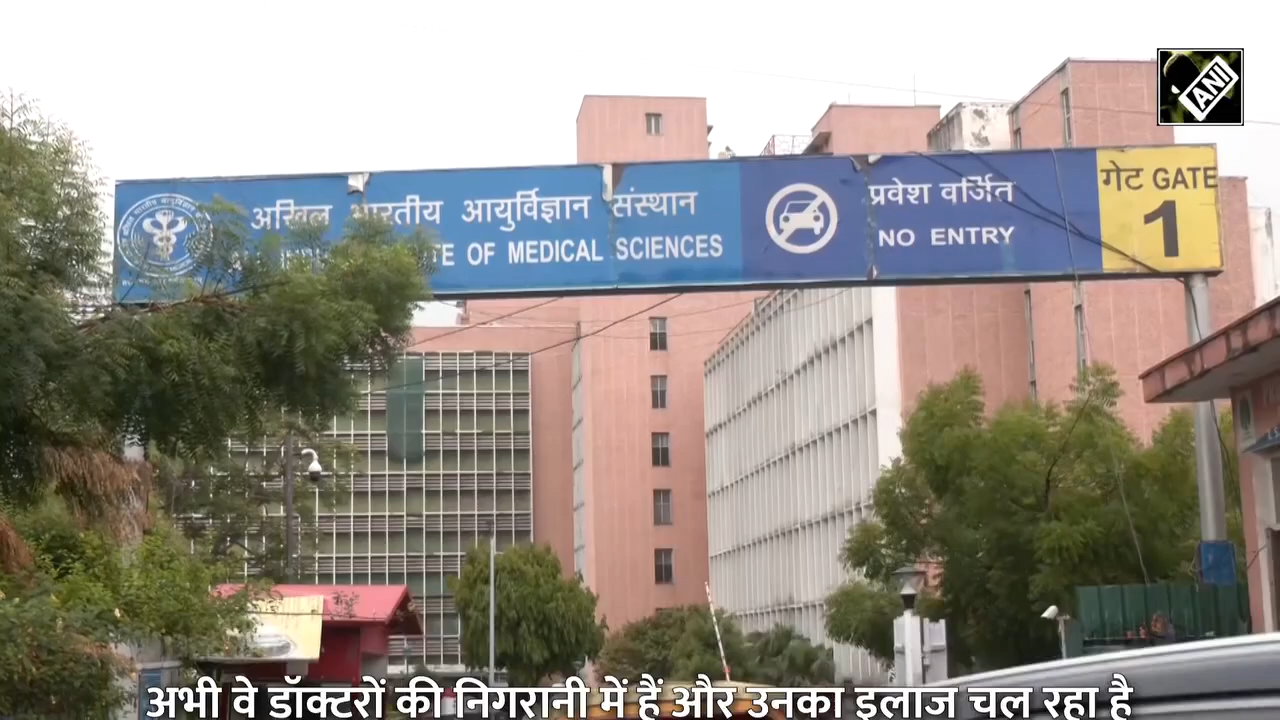 ANI
अखिल भारतीय आयुर्विज्ञान संस्थान
OF MEDICAL SCIENCES
प्रवेश वर्जित
NO ENTRY
गेट GATE
1
अभी वे डॉक्टरों की निगरानी में हैं और उनका इलाज चल रहा है